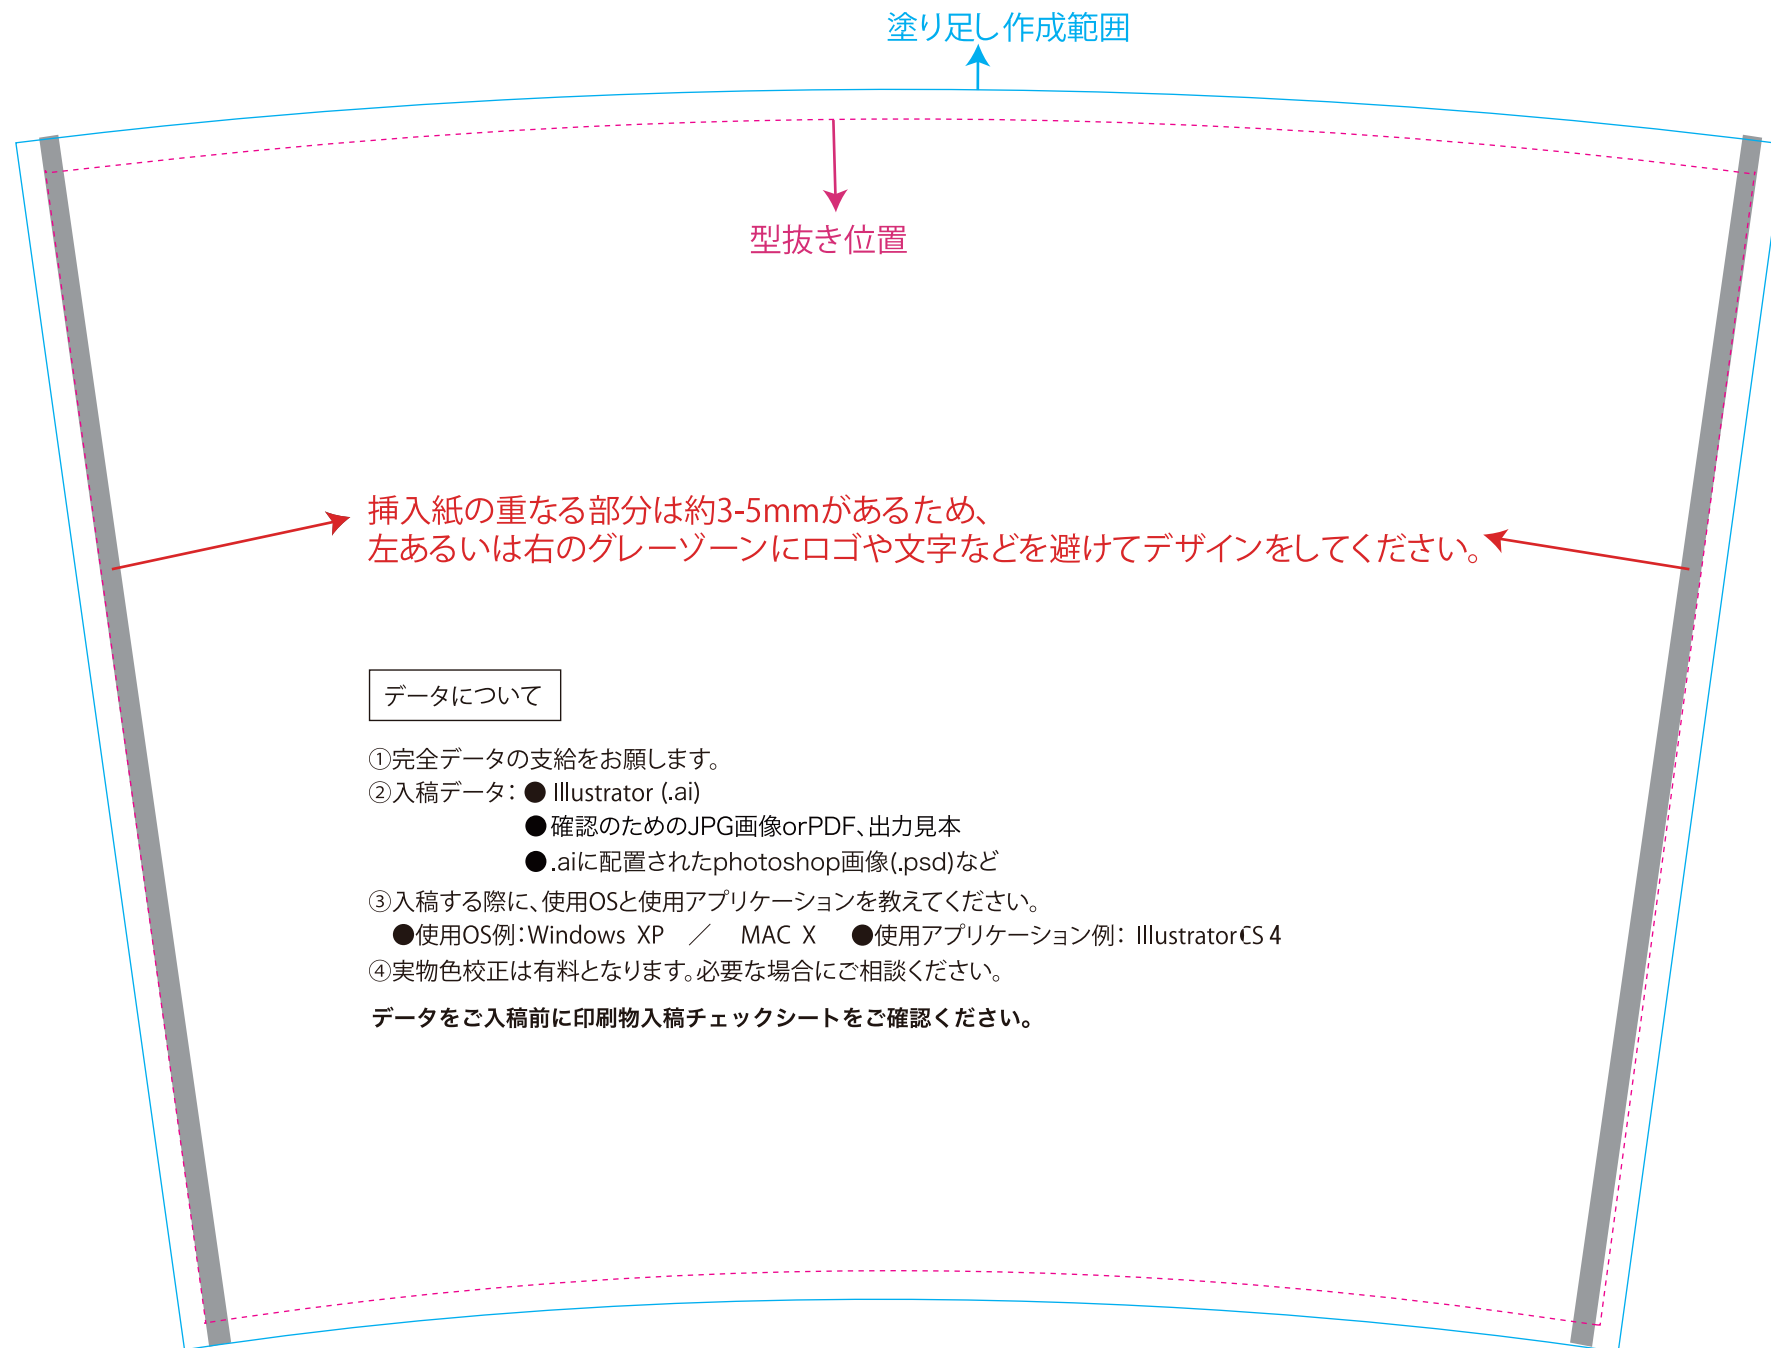 塗り足し作成範囲
型抜き位置
挿入紙の重なる部分は約3-5mmがあるため、
左あるいは右のグレーゾーンにロゴや文字などを避けてデザインをしてください。
データについて
①完全データの支給をお願します。
②入稿データ：● Illustrator (.ai)
●確認のためのJPG画像orPDF、出力見本
●.aiに配置されたphotoshop画像(.psd)など
③入稿する際に、使用OSと使用アプリケーションを教えてください。
●使用OS例：Windows XP ／ MAC X ●使用アプリケーション例： Illustrator CS 4
④実物色校正は有料となります。必要な場合にご相談ください。
データをご入稿前に印刷物入稿チェックシートをご確認ください。